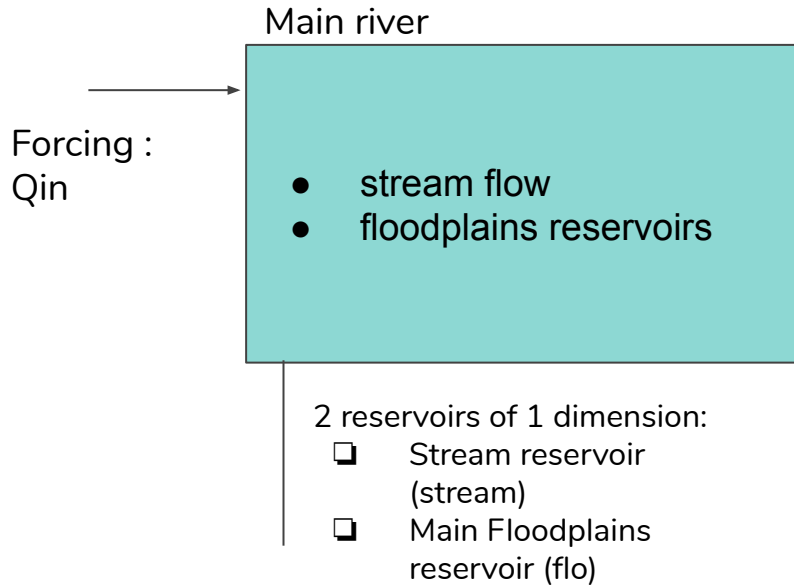 Main river
Forcing :
Qin
● stream flow
● floodplains reservoirs
2 reservoirs of 1 dimension:
❏ Stream reservoir
(stream)
❏ Main Floodplains
reservoir (flo)